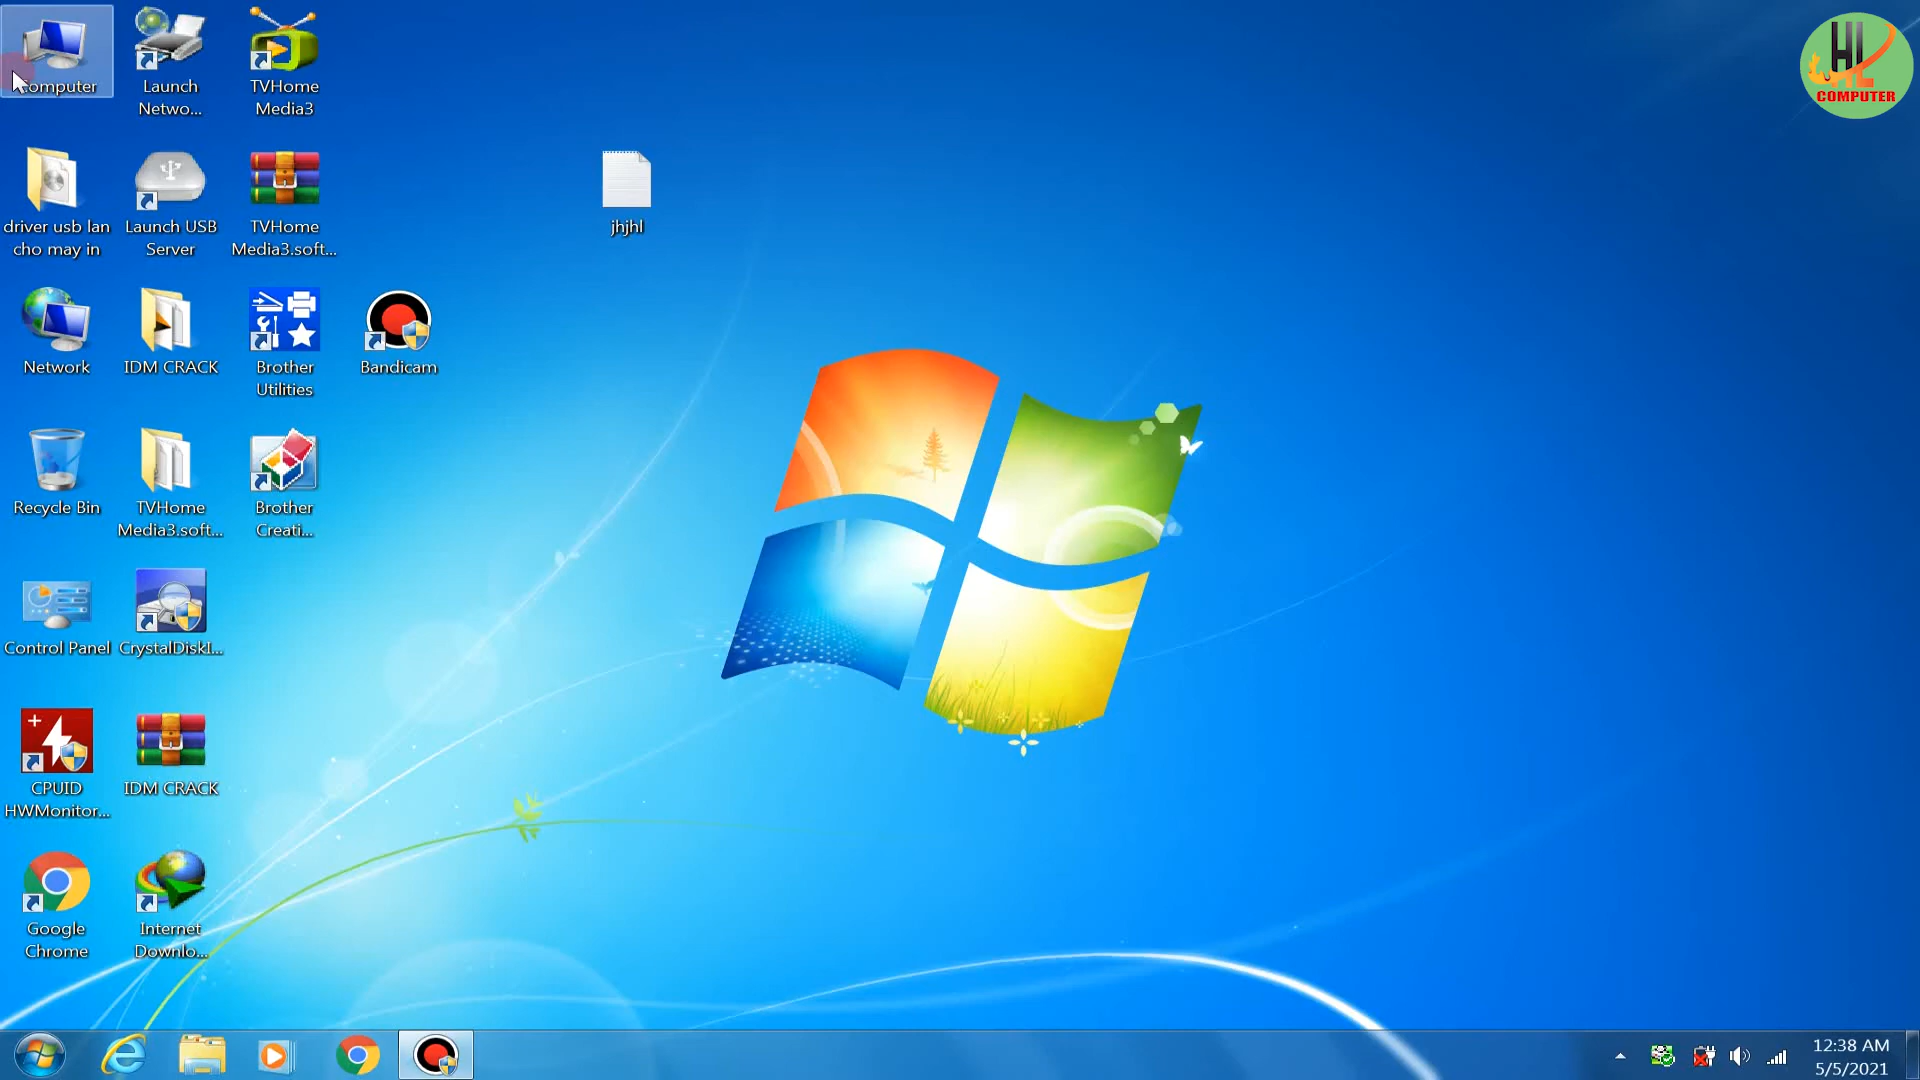 Computer
Launch
Netwo...
TVHome
Media3
HL
COMPUTER
driver usb lan
cho may in
Launch USB
Server
TVHome
Media3.soft...
jhjhl
Network
IDM CRACK
Brother
Utilities
Bandicam
Recycle Bin
TVHome
Media3.soft...
Brother
Creati...
Control Panel
CrystalDiskI...
CPUID
HWMonitor...
IDM CRACK
Google
Chrome
Internet
Downlo...
12:38 AM
5/5/2021